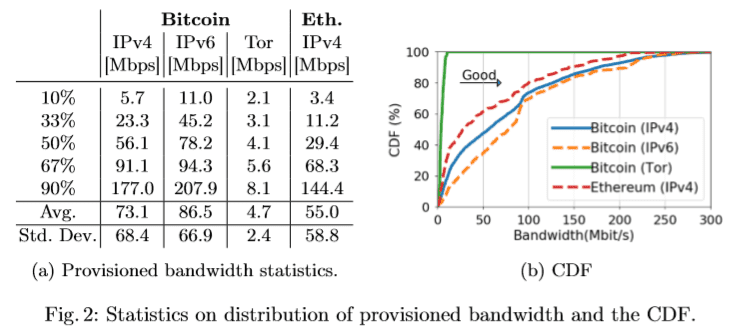 Bitcoin Eth.
IPv4 IPv6 Tor IPv4
[Mbps] [Mbps] [Mbps] [Mbps]
10% 5.7 11.0 2.1 3.4
33% 23.3 45.2 3.1 11.2
50% 56.1 78.2 4.1 29.4
67% 91.1 94.3 5.6 68.3
90% 177.0 207.9 8.1 144.4
Avg. 73.1 86.5 4.7 55.0
Std. Dev. 68.4 66.9 2.4 58.8
(a) Provisioned bandwidth statistics.
100
80
60
40
20
0
CDF (%)
Good
Bitcoin (IPv4)
Bitcoin (IPv6)
Bitcoin (Tor)
Ethereum (IPv4)
0 50 100 150 200 250 300
Bandwidth(Mbit/s)
(b) CDF
Fig. 2: Statistics on distribution of provisioned bandwidth and the CDF.